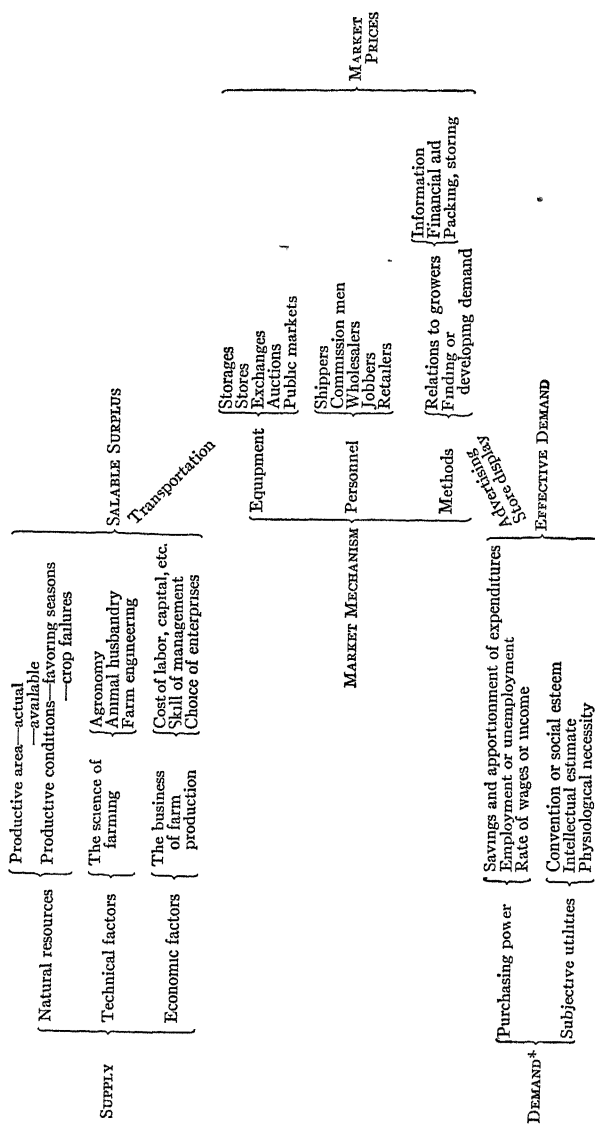 SUPPLY
Natural resources
Productive area—actual
—available
Productive conditions—favoring seasons
—crop failures
Technical factors
The science of
farming
Agronomy
Animal husbandry
Farm engineering
Economic factors
The business
of farm
production
Cost of labor, capital, etc.
Skill of management
Choice of enterprises
SALABLE SURPLUS
Transportation
MARKET MECHANISM
Equipment
Storages
Stores
Exchanges
Auctions
Public markets
Personnel
Shippers
Commission men
Wholesalers
Jobbers
Retailers
Methods
Relations to growers
Finding or
developing demand
Information
Financial aid
Packing, storing
MARKET
PRICES
Advertising
Store display
DEMAND*
Purchasing power
Savings and apportionment of expenditures
Employment or unemployment
Rate of wages or income
Subjective utilities
Convention or social esteem
Intellectual estimate
Physiological necessity
EFFECTIVE DEMAND